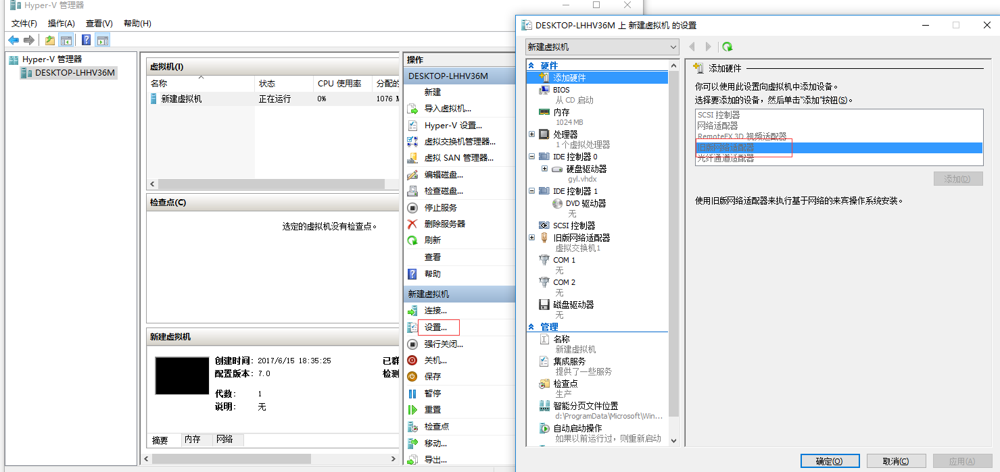 Hyper-V 管理器
文件(F) 操作(A) 查看(V) 帮助(H)
Hyper-V 管理器
DESKTOP-LHHV36M
虚拟机(I)
名称 状态 CPU 使用率 分配的
新建虚拟机 正在运行 0% 1076 M
检查点(C)
选定的虚拟机没有检查点。
新建虚拟机
创建时间: 2017/6/15 18:35:25 已群
配置版本: 7.0 检测
代数: 1
说明: 无
摘要 内存 网络
操作
DESKTOP-LHHV36M
新建
导入虚拟机...
Hyper-V 设置...
虚拟交换机管理器...
虚拟 SAN 管理器...
编辑磁盘...
检查磁盘...
停止服务
删除服务器
刷新
查看
帮助
新建虚拟机
连接...
设置...
强行关闭...
关机...
保存
暂停
重置
检查点
移动...
导出...
DESKTOP-LHHV36M 上 新建虚拟机 的设置
新建虚拟机
硬件
添加硬件
BIOS
从 CD 启动
内存
1024 MB
处理器
1 个虚拟处理器
IDE 控制器 0
硬盘驱动器
gyl.vhdx
IDE 控制器 1
DVD 驱动器
无
SCSI 控制器
旧版网络适配器
虚拟交换机1
COM 1
无
COM 2
无
磁盘驱动器
无
管理
名称
新建虚拟机
集成服务
提供了一些服务
检查点
生产
智能分页文件位置
d:\ProgramData\Microsoft\Win...
自动启动操作
如果以前运行过，则重新启动
添加硬件
你可以使用此设置向虚拟机中添加设备。
选择要添加的设备，然后单击"添加"按钮(S)。
SCSI 控制器
网络适配器
RemoteFX 3D 视频适配器
旧版网络适配器
光纤通道适配器
添加(D)
使用旧版网络适配器来执行基于网络的来宾操作系统安装。
确定(O) 取消(C) 应用(A)